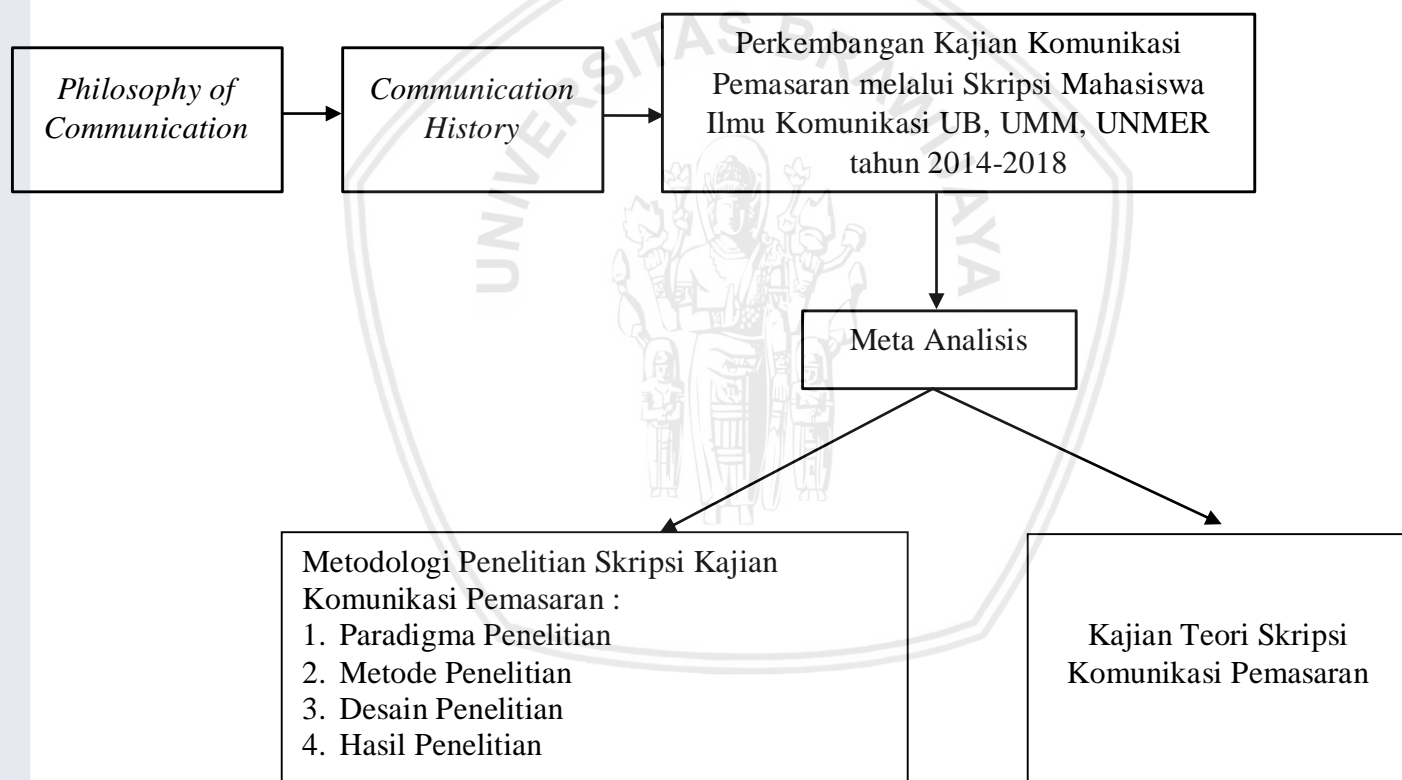 Philosophy of
Communication
Communication
History
Perkembangan Kajian Komunikasi
Pemasaran melalui Skripsi Mahasiswa
Ilmu Komunikasi UB, UMM, UNMER
tahun 2014-2018
UNIVERSITAS BRAWIJAYA
Meta Analisis
Metodologi Penelitian Skripsi Kajian
Komunikasi Pemasaran :
1. Paradigma Penelitian
2. Metode Penelitian
3. Desain Penelitian
4. Hasil Penelitian
Kajian Teori Skripsi
Komunikasi Pemasaran